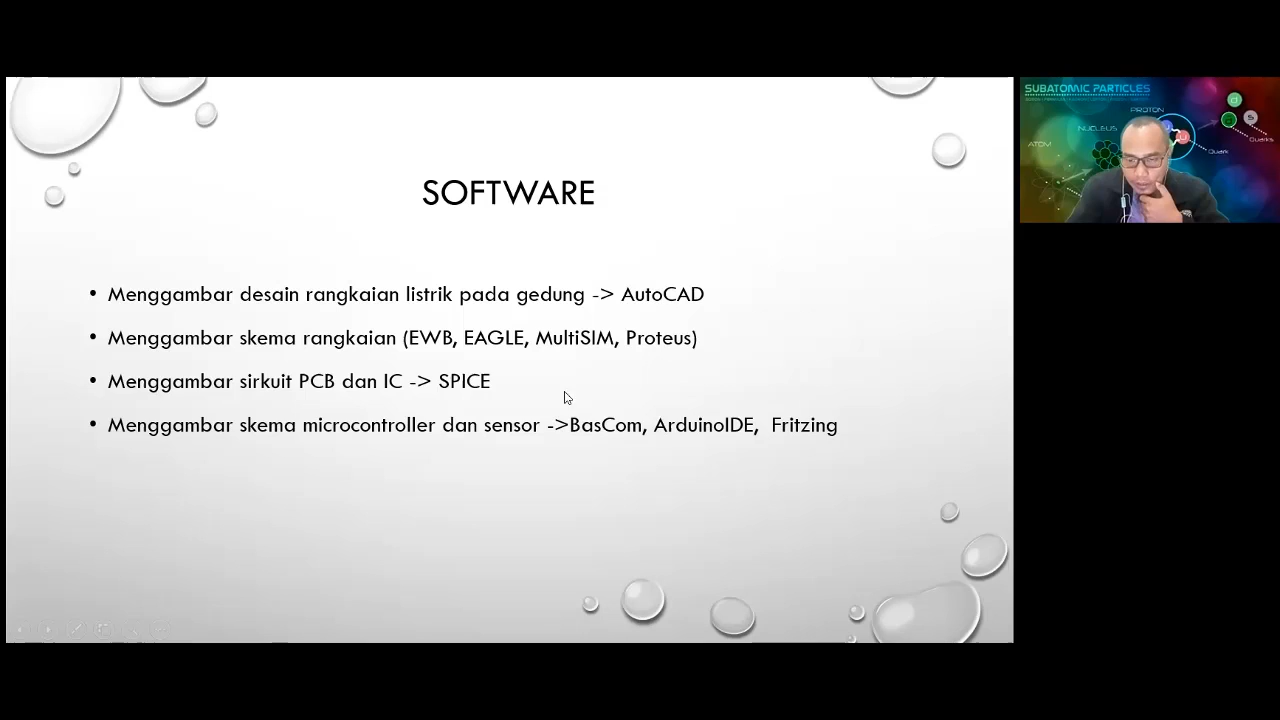 SOFTWARE
• Menggambar desain rangkaian listrik pada gedung -> AutoCAD
• Menggambar skema rangkaian (EWB, EAGLE, MultiSIM, Proteus)
• Menggambar sirkuit PCB dan IC -> SPICE
• Menggambar skema microcontroller dan sensor ->BasCom, ArduinoIDE, Fritzing
SUBATOMIC PARTICLES
PROTON
NUCLEUS
ATOM
Quark
Quarks
d
s
u